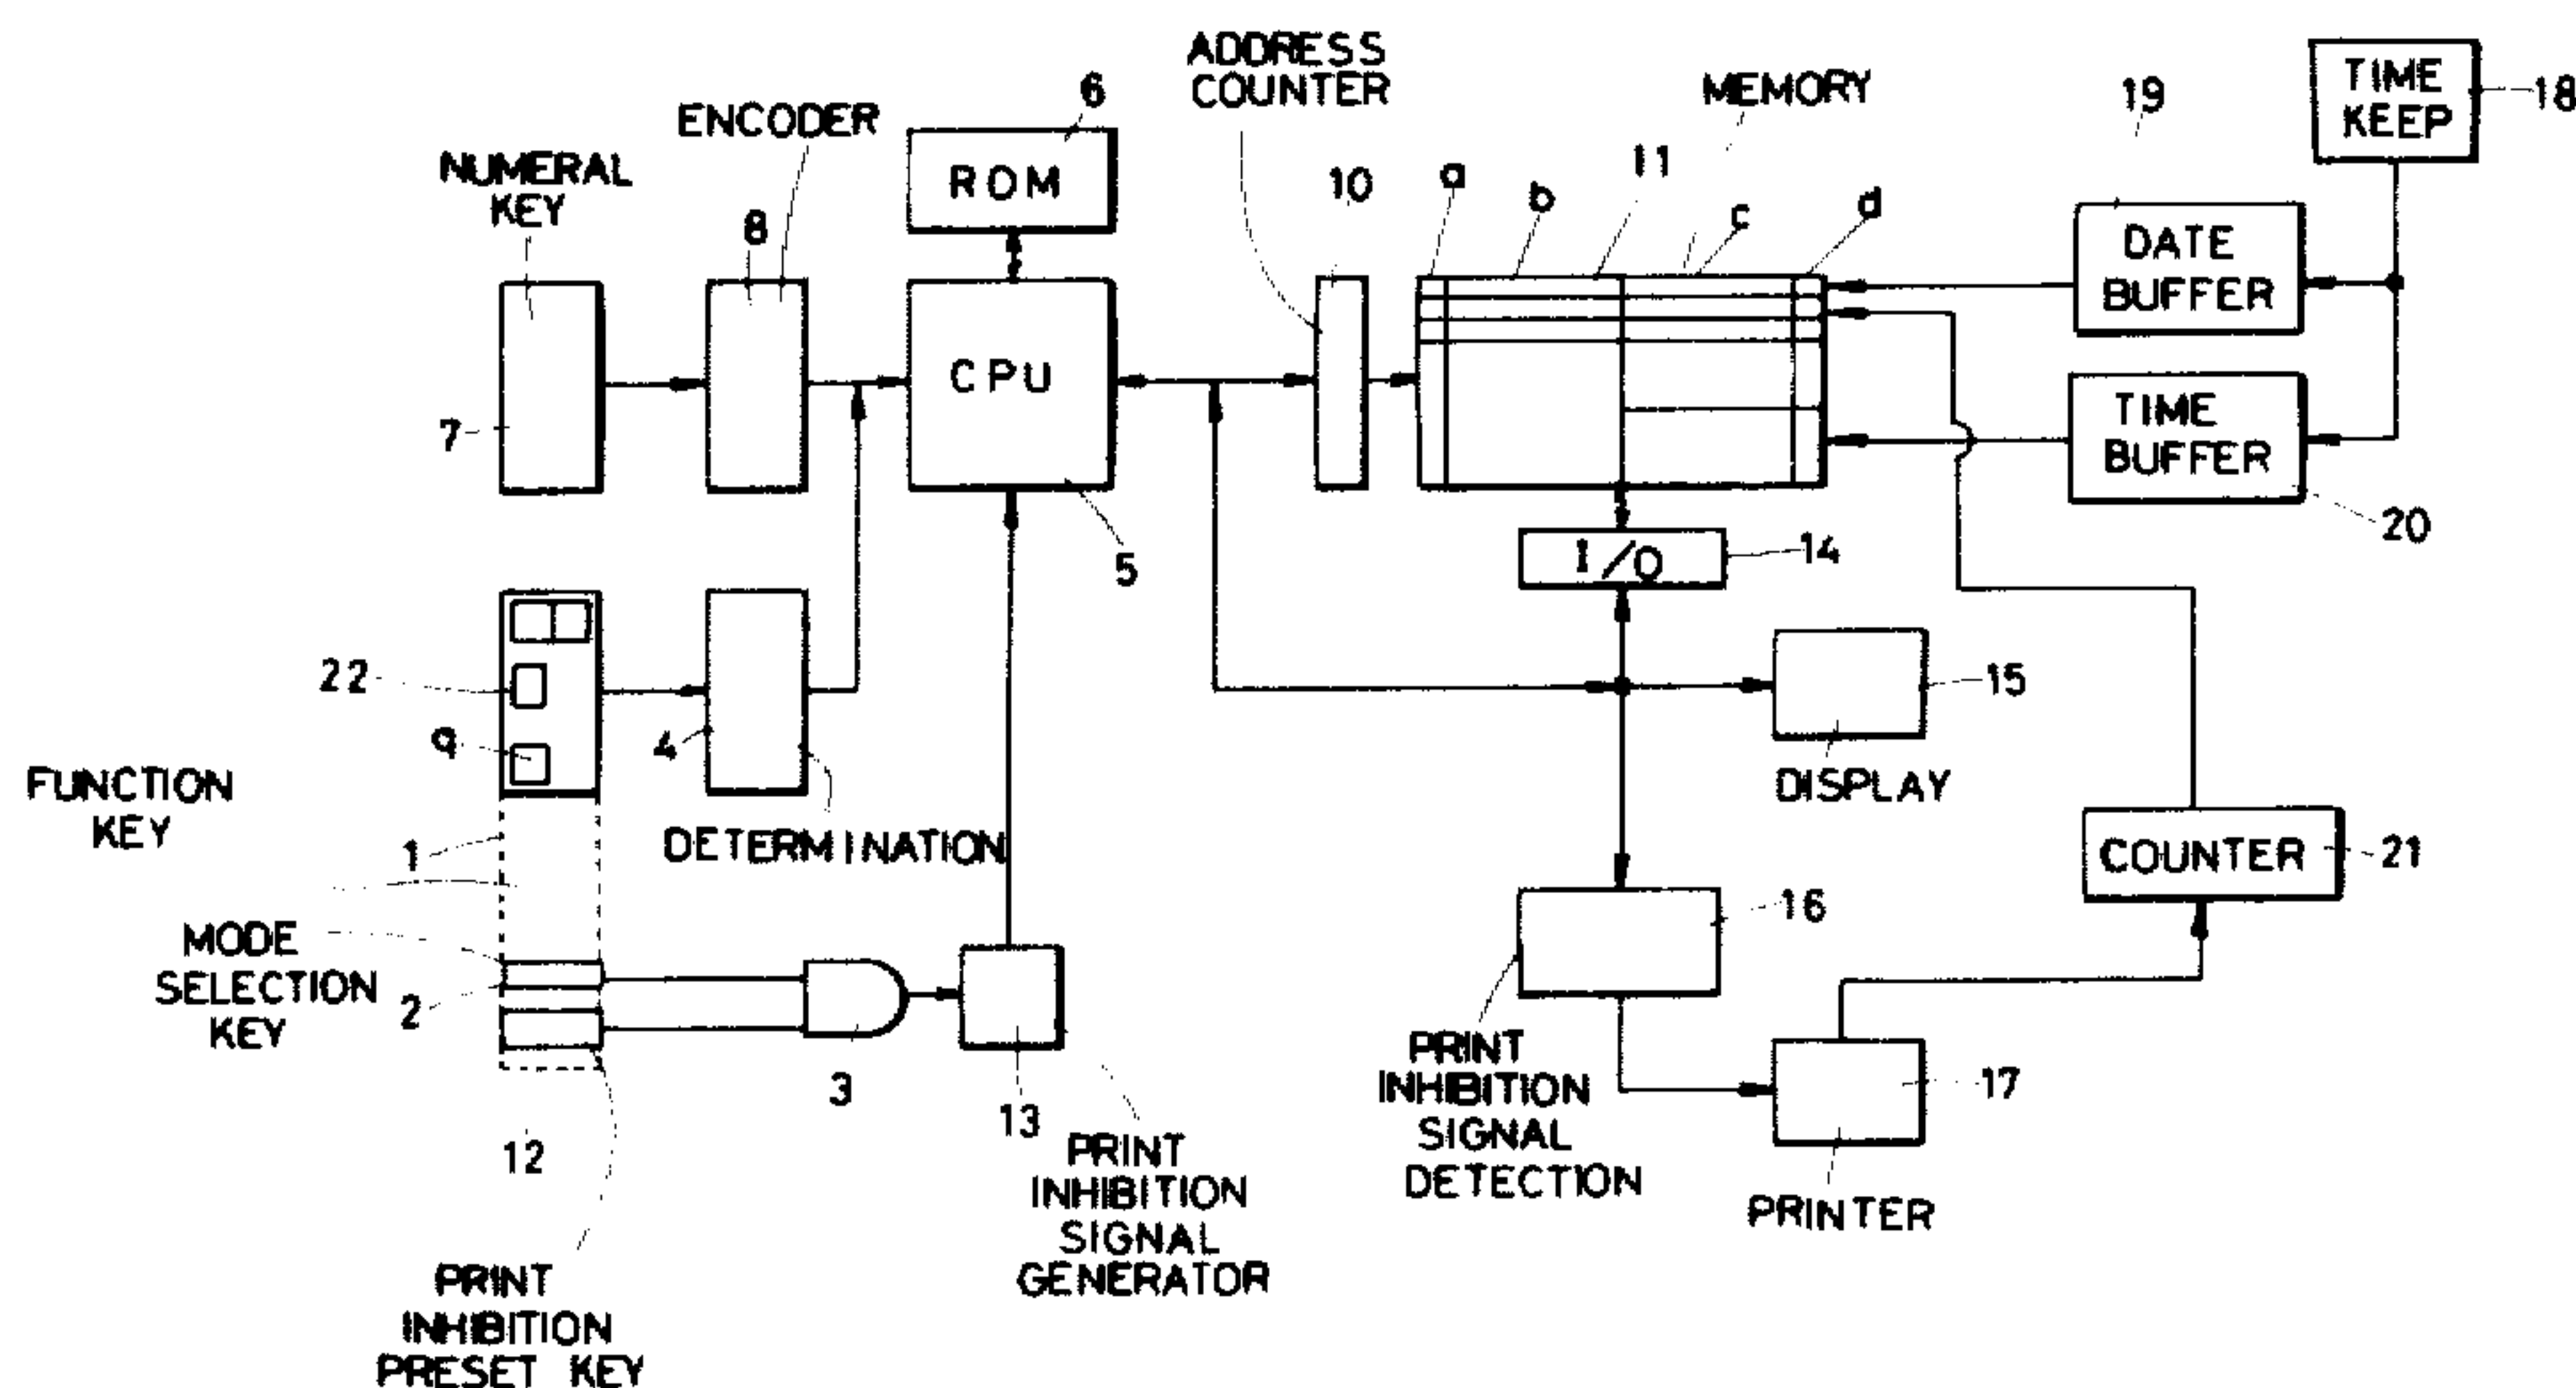 ADDRESS
COUNTER
MEMORY
TIME
KEEP
18
19
6
ENCODER
NUMERAL
KEY
8
ROM
10
a
b
11
c
d
DATE
BUFFER
CPU
7
5
TIME
BUFFER
20
I/O
14
22
9
4
15
DISPLAY
FUNCTION
KEY
1
DETERMINATION
COUNTER
21
MODE
SELECTION
KEY
2
16
3
13
12
PRINT
INHIBITION
SIGNAL
GENERATOR
PRINT
INHIBITION
SIGNAL
DETECTION
17
PRINTER
PRINT
INHIBITION
PRESET KEY